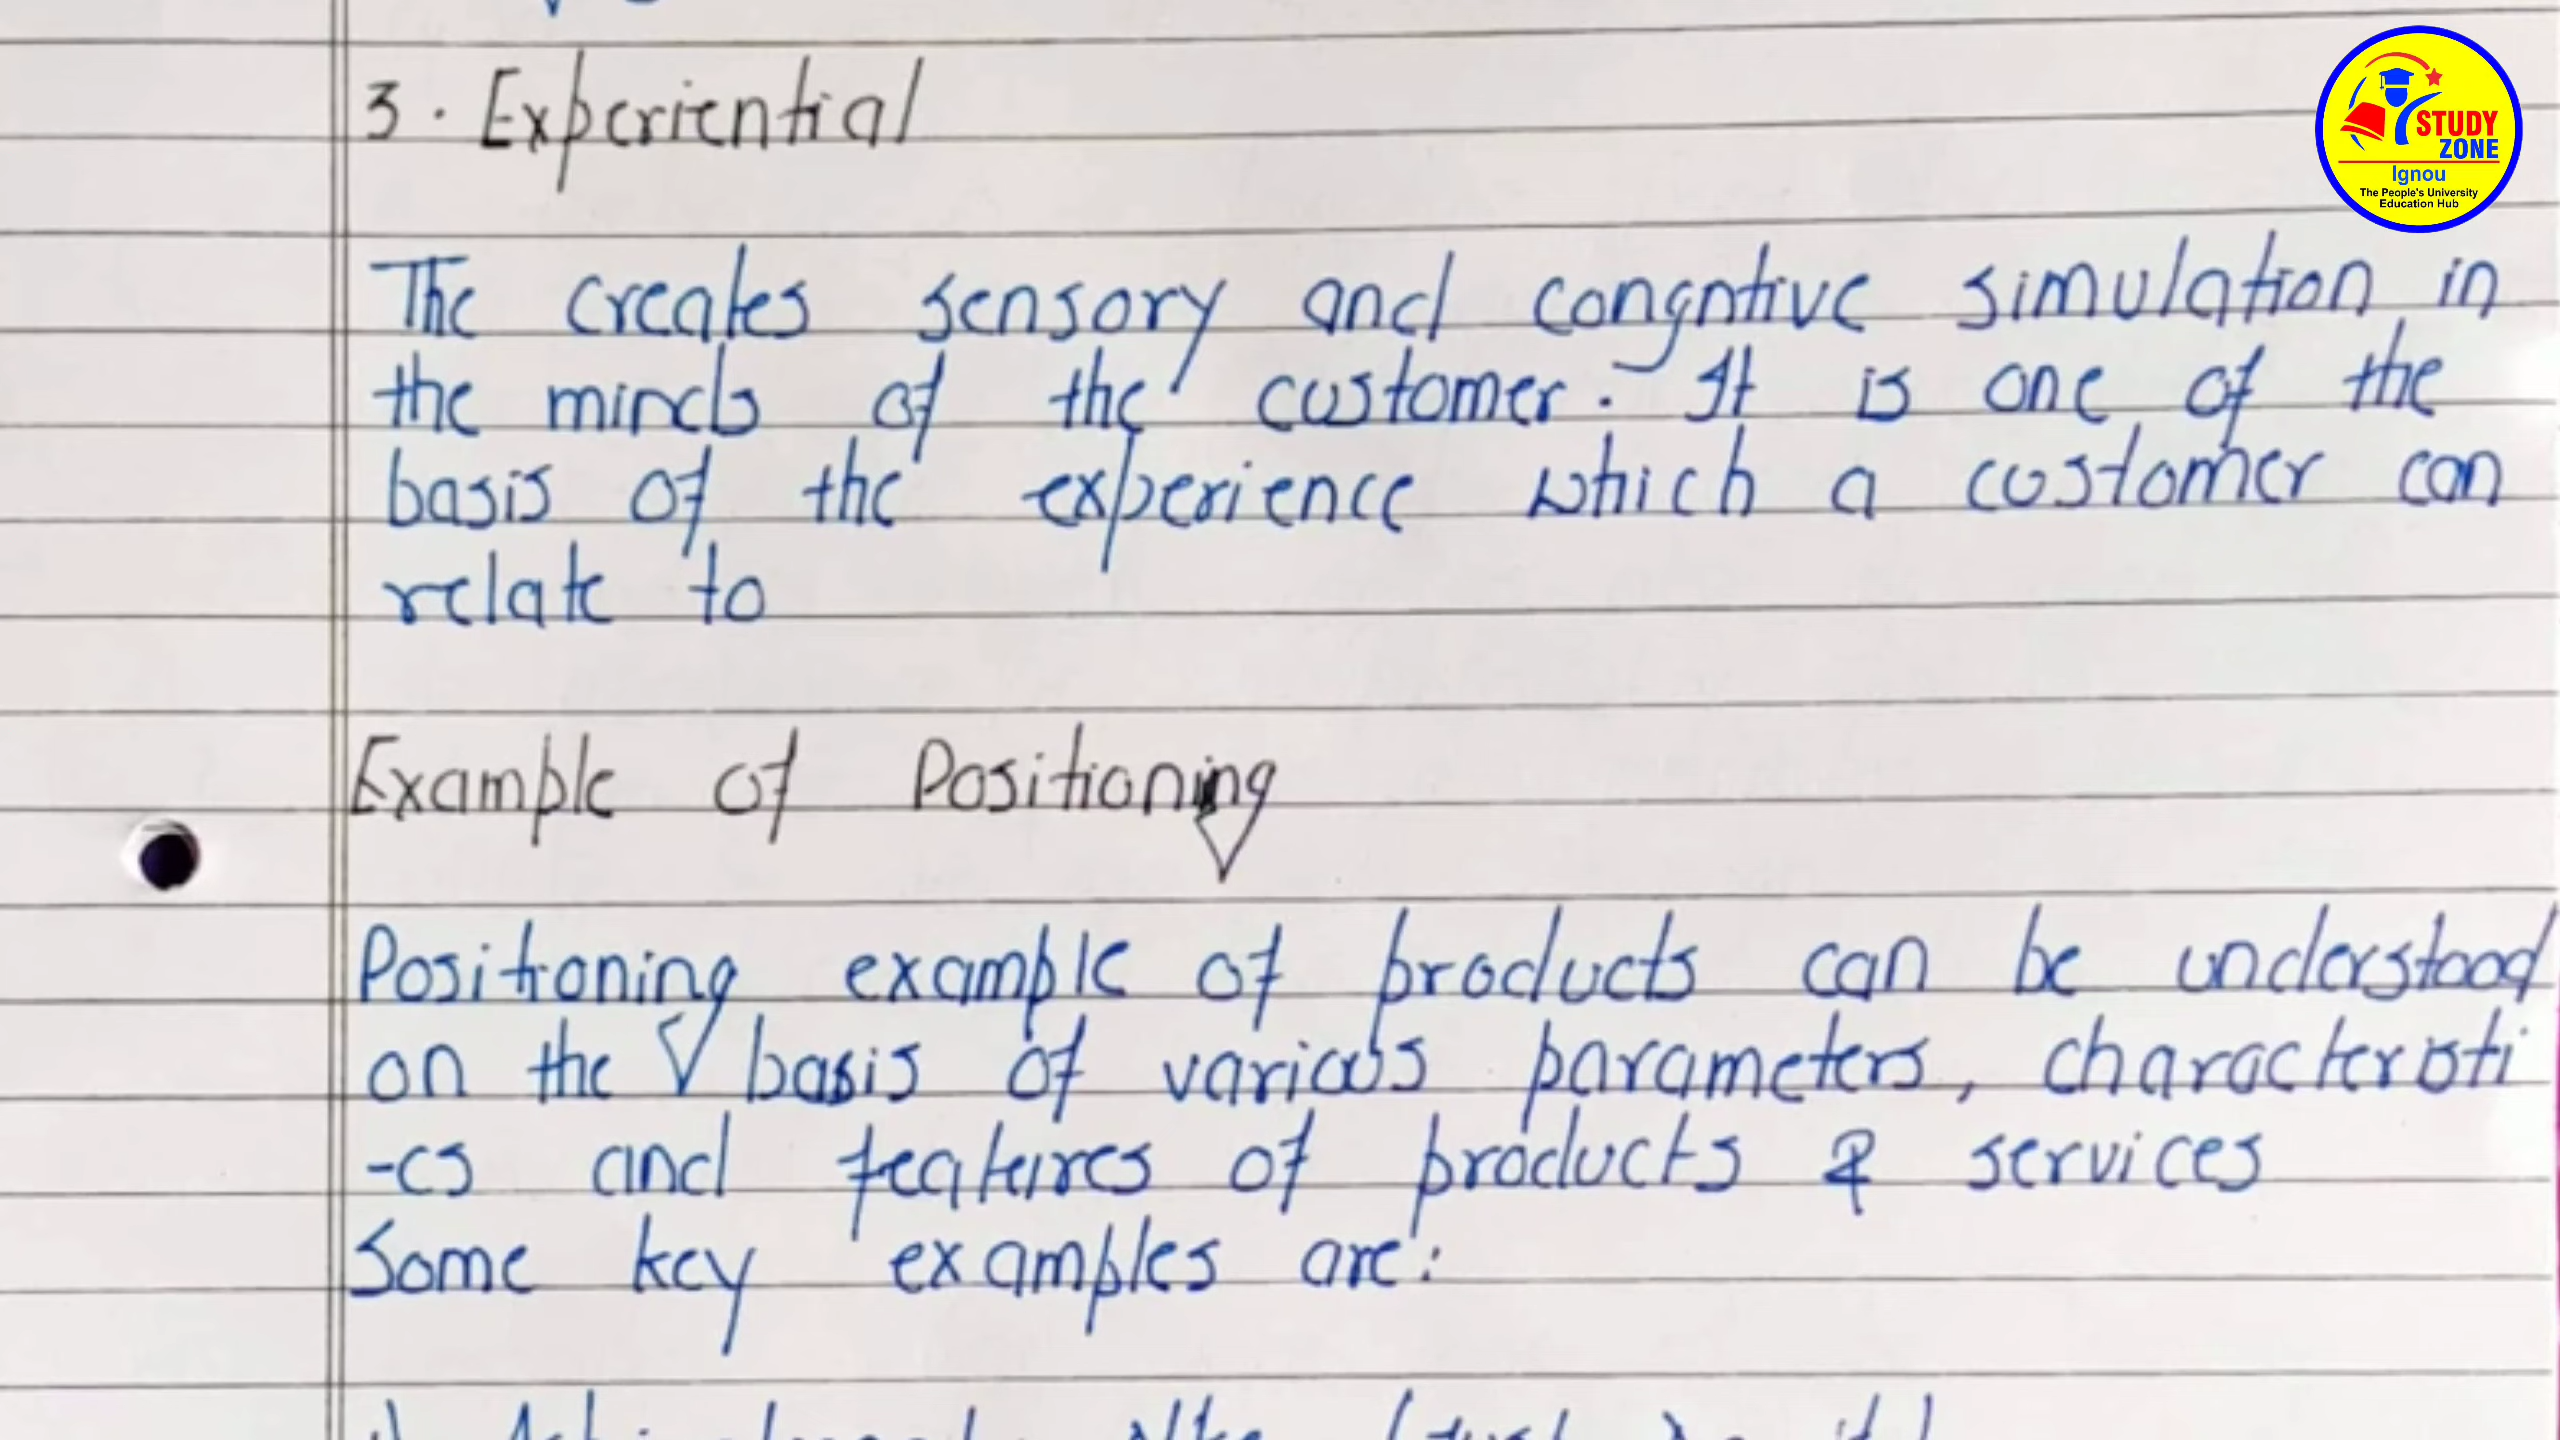 3. Experiential
The creates sensory and congntive simulation in
the minds of the customer. It is one of the
basis of the experience which a customer can
relate to
Example of Positioning
Positioning example of products can be understood
on the basis of various parameters, characteristi
-cs and features of products & services
Some key examples are:
STUDY
ZONE
Ignou
The People's University
Education Hub